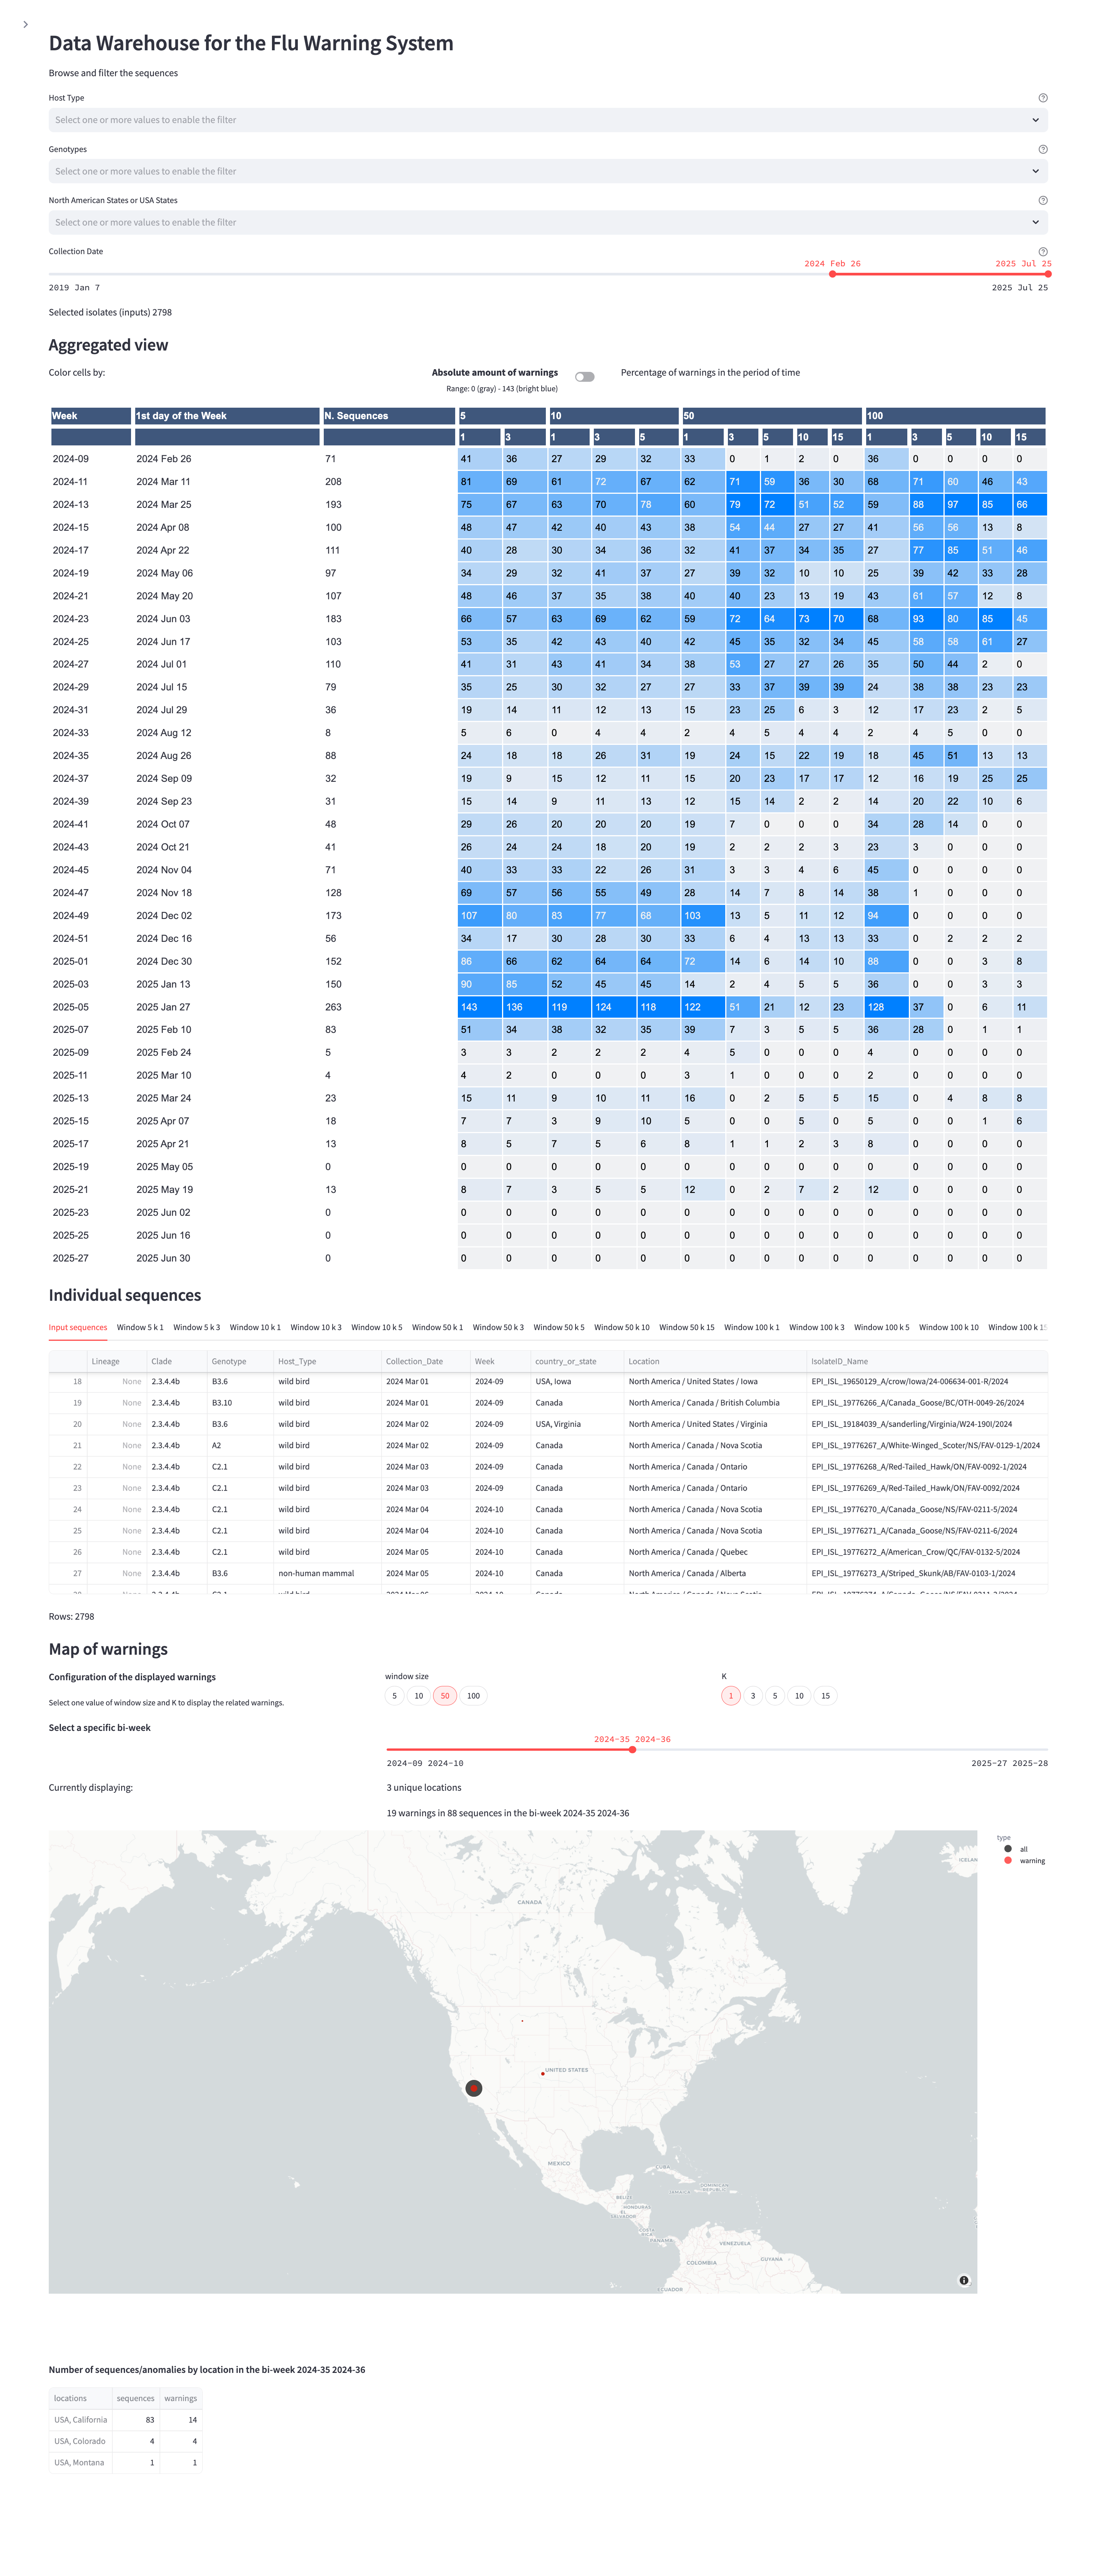 Data Warehouse for the Flu Warning System
Browse and filter the sequences
Host Type
Select one or more values to enable the filter
Genotypes
Select one or more values to enable the filter
North American States or USA States
Select one or more values to enable the filter
Collection Date
2024 Feb 26 2025 Jul 25
2019 Jan 7 2025 Jul 25
Selected isolates (inputs) 2798
Aggregated view
Color cells by: Absolute amount of warnings Percentage of warnings in the period of time
Range: 0 (gray) - 143 (bright blue)
Week 1st day of the Week N. Sequences 5 10 50 100
1 3 1 3 5 1 3 5 10 15 1 3 5 10 15
2024-09 2024 Feb 26 71 41 36 27 29 32 33 0 1 2 0 36 0 0 0 0
2024-11 2024 Mar 11 208 81 69 61 72 67 62 71 59 36 30 68 71 60 46 43
2024-13 2024 Mar 25 193 75 67 63 70 78 60 79 72 51 52 59 88 97 85 66
2024-15 2024 Apr 08 100 48 47 42 40 43 38 54 44 27 27 41 56 56 13 8
2024-17 2024 Apr 22 111 40 28 30 34 36 32 41 37 34 35 27 77 85 51 46
2024-19 2024 May 06 97 34 29 32 41 37 27 39 32 10 10 25 39 42 33 28
2024-21 2024 May 20 107 48 46 37 35 38 40 40 23 13 19 43 61 57 12 8
2024-23 2024 Jun 03 183 66 57 63 69 62 59 72 64 73 70 68 93 80 85 45
2024-25 2024 Jun 17 103 53 35 42 43 40 42 45 35 32 34 45 58 58 61 27
2024-27 2024 Jul 01 110 41 31 43 41 34 38 53 27 27 26 35 50 44 2 0
2024-29 2024 Jul 15 79 35 25 30 32 27 27 33 37 39 39 24 38 38 23 23
2024-31 2024 Jul 29 36 19 14 11 12 13 15 23 25 6 3 12 17 23 2 5
2024-33 2024 Aug 12 8 5 6 0 4 4 2 4 5 4 4 2 4 5 0 0
2024-35 2024 Aug 26 88 24 18 18 26 31 19 24 15 22 19 18 45 51 13 13
2024-37 2024 Sep 09 32 19 9 15 12 11 15 20 23 17 17 12 16 19 25 25
2024-39 2024 Sep 23 31 15 14 9 11 13 12 15 14 2 2 14 20 22 10 6
2024-41 2024 Oct 07 48 29 26 20 20 20 19 7 0 0 0 34 28 14 0 0
2024-43 2024 Oct 21 41 26 24 24 18 20 19 2 2 2 3 23 3 0 0 0
2024-45 2024 Nov 04 71 40 33 33 22 26 31 3 3 4 6 45 0 0 0 0
2024-47 2024 Nov 18 128 69 57 56 55 49 28 14 7 8 14 38 1 0 0 0
2024-49 2024 Dec 02 173 107 80 83 77 68 103 13 5 11 12 94 0 0 0 0
2024-51 2024 Dec 16 56 34 17 30 28 30 33 6 4 13 13 33 0 2 2 2
2025-01 2024 Dec 30 152 86 66 62 64 64 72 14 6 14 10 88 0 0 3 8
2025-03 2025 Jan 13 150 90 85 52 45 45 14 2 4 5 5 36 0 0 3 3
2025-05 2025 Jan 27 263 143 136 119 124 118 122 51 21 12 23 128 37 0 6 11
2025-07 2025 Feb 10 83 51 34 38 32 35 39 7 3 5 5 36 28 0 1 1
2025-09 2025 Feb 24 5 3 3 2 2 2 4 5 0 0 0 4 0 0 0 0
2025-11 2025 Mar 10 4 4 2 0 0 0 3 1 0 0 0 2 0 0 0 0
2025-13 2025 Mar 24 23 15 11 9 10 11 16 0 2 5 5 15 0 4 8 8
2025-15 2025 Apr 07 18 7 7 3 9 10 5 0 0 5 0 5 0 0 1 6
2025-17 2025 Apr 21 13 8 5 7 5 6 8 1 1 2 3 8 0 0 0 0
2025-19 2025 May 05 0 0 0 0 0 0 0 0 0 0 0 0 0 0 0 0
2025-21 2025 May 19 13 8 7 3 5 5 12 0 2 7 2 12 0 0 0 0
2025-23 2025 Jun 02 0 0 0 0 0 0 0 0 0 0 0 0 0 0 0 0
2025-25 2025 Jun 16 0 0 0 0 0 0 0 0 0 0 0 0 0 0 0 0
2025-27 2025 Jun 30 0 0 0 0 0 0 0 0 0 0 0 0 0 0 0 0
Individual sequences
Input sequences Window 5 k 1 Window 5 k 3 Window 10 k 1 Window 10 k 3 Window 10 k 5 Window 50 k 1 Window 50 k 3 Window 50 k 5 Window 50 k 10 Window 50 k 15 Window 100 k 1 Window 100 k 3 Window 100 k 5 Window 100 k 10 Window 100 k 15
Lineage Clade Genotype Host_Type Collection_Date Week country_or_state Location IsolateID_Name
18 None 2.3.4.4b B3.6 wild bird 2024 Mar 01 2024-09 USA, Iowa North America / United States / Iowa EPI_ISL_19650129_A/crow/Iowa/24-006634-001-R/2024
19 None 2.3.4.4b B3.10 wild bird 2024 Mar 01 2024-09 Canada North America / Canada / British Columbia EPI_ISL_19776266_A/Canada_Goose/BC/OTH-0049-26/2024
20 None 2.3.4.4b B3.6 wild bird 2024 Mar 02 2024-09 USA, Virginia North America / United States / Virginia EPI_ISL_19184039_A/sanderling/Virginia/W24-190I/2024
21 None 2.3.4.4b A2 wild bird 2024 Mar 02 2024-09 Canada North America / Canada / Nova Scotia EPI_ISL_19776267_A/White-Winged_Scoter/NS/FAV-0129-1/2024
22 None 2.3.4.4b C2.1 wild bird 2024 Mar 03 2024-09 Canada North America / Canada / Ontario EPI_ISL_19776268_A/Red-Tailed_Hawk/ON/FAV-0092-1/2024
23 None 2.3.4.4b C2.1 wild bird 2024 Mar 03 2024-09 Canada North America / Canada / Ontario EPI_ISL_19776269_A/Red-Tailed_Hawk/ON/FAV-0092/2024
24 None 2.3.4.4b C2.1 wild bird 2024 Mar 04 2024-10 Canada North America / Canada / Nova Scotia EPI_ISL_19776270_A/Canada_Goose/NS/FAV-0211-5/2024
25 None 2.3.4.4b C2.1 wild bird 2024 Mar 04 2024-10 Canada North America / Canada / Nova Scotia EPI_ISL_19776271_A/Canada_Goose/NS/FAV-0211-6/2024
26 None 2.3.4.4b C2.1 wild bird 2024 Mar 05 2024-10 Canada North America / Canada / Quebec EPI_ISL_19776272_A/American_Crow/QC/FAV-0132-5/2024
27 None 2.3.4.4b B3.6 non-human mammal 2024 Mar 05 2024-10 Canada North America / Canada / Alberta EPI_ISL_19776273_A/Striped_Skunk/AB/FAV-0103-1/2024
Rows: 2798
Map of warnings
Configuration of the displayed warnings window size K
Select one value of window size and K to display the related warnings. 5 10 50 100 1 3 5 10 15
Select a specific bi-week
2024-35 2024-36
2024-09 2024-10 2025-27 2025-28
Currently displaying: 3 unique locations
19 warnings in 88 sequences in the bi-week 2024-35 2024-36
type
all
warning
ICELAN
CANADA
UNITED STATES
MEXICO
CUBA
DOMINICAN REPUBLIC
JAMAICA
BELIZE
HONDURAS
EL SALVADOR
COSTA RICA
PANAMA
VENEZUELA
GUYANA
COLOMBIA
ECUADOR
Number of sequences/anomalies by location in the bi-week 2024-35 2024-36
locations sequences warnings
USA, California 83 14
USA, Colorado 4 4
USA, Montana 1 1